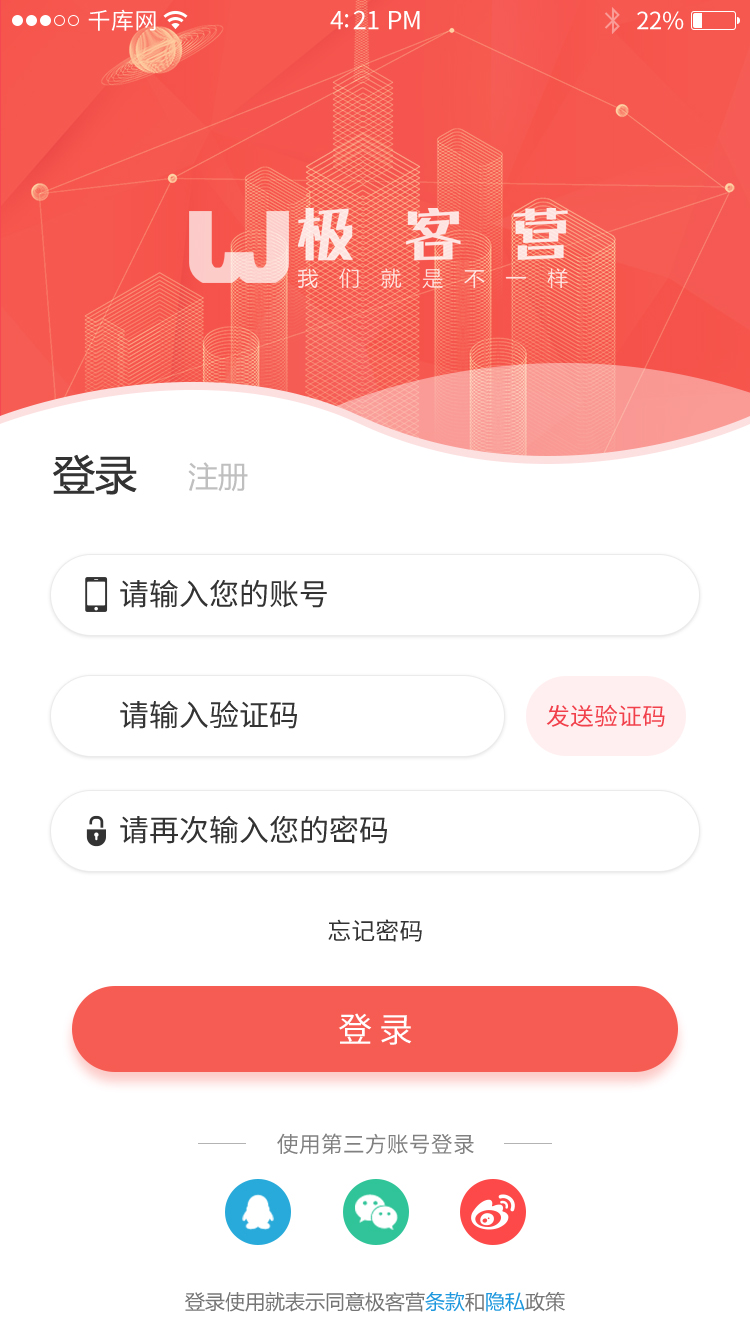 千库网 4:21 PM 22%
极客营
我们就是不一样
登录 注册
请输入您的账号
请输入验证码 发送验证码
请再次输入您的密码
忘记密码
登录
使用第三方账号登录
登录使用就表示同意极客营条款和隐私政策